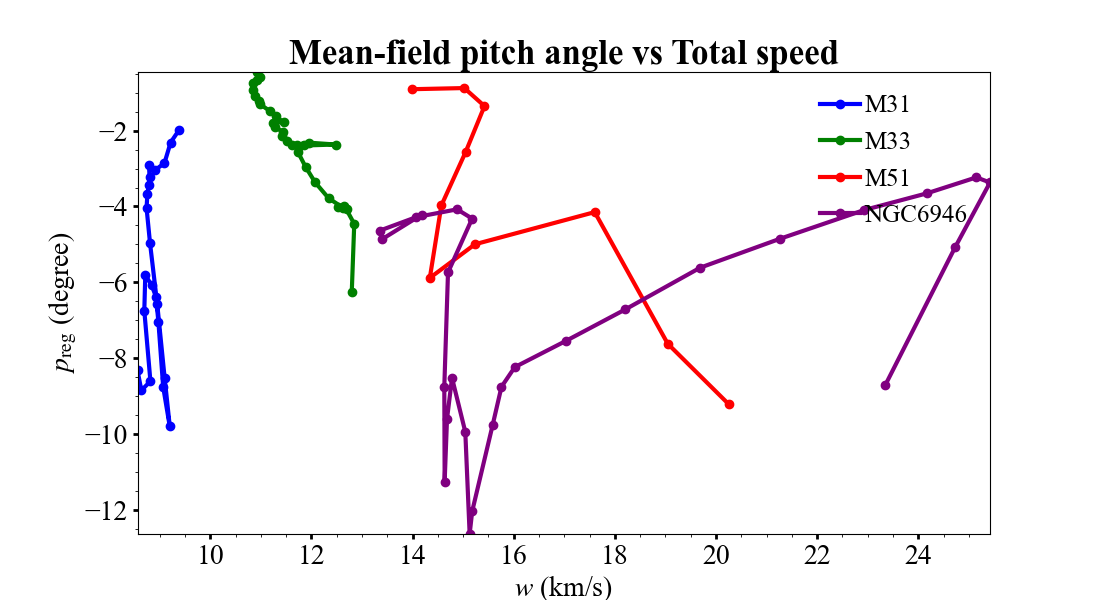 Mean-field pitch angle vs Total speed
M31
M33
M51
NGC6946
−2
−4
−6
−8
−10
−12
p_reg (degree)
10 12 14 16 18 20 22 24
w (km/s)